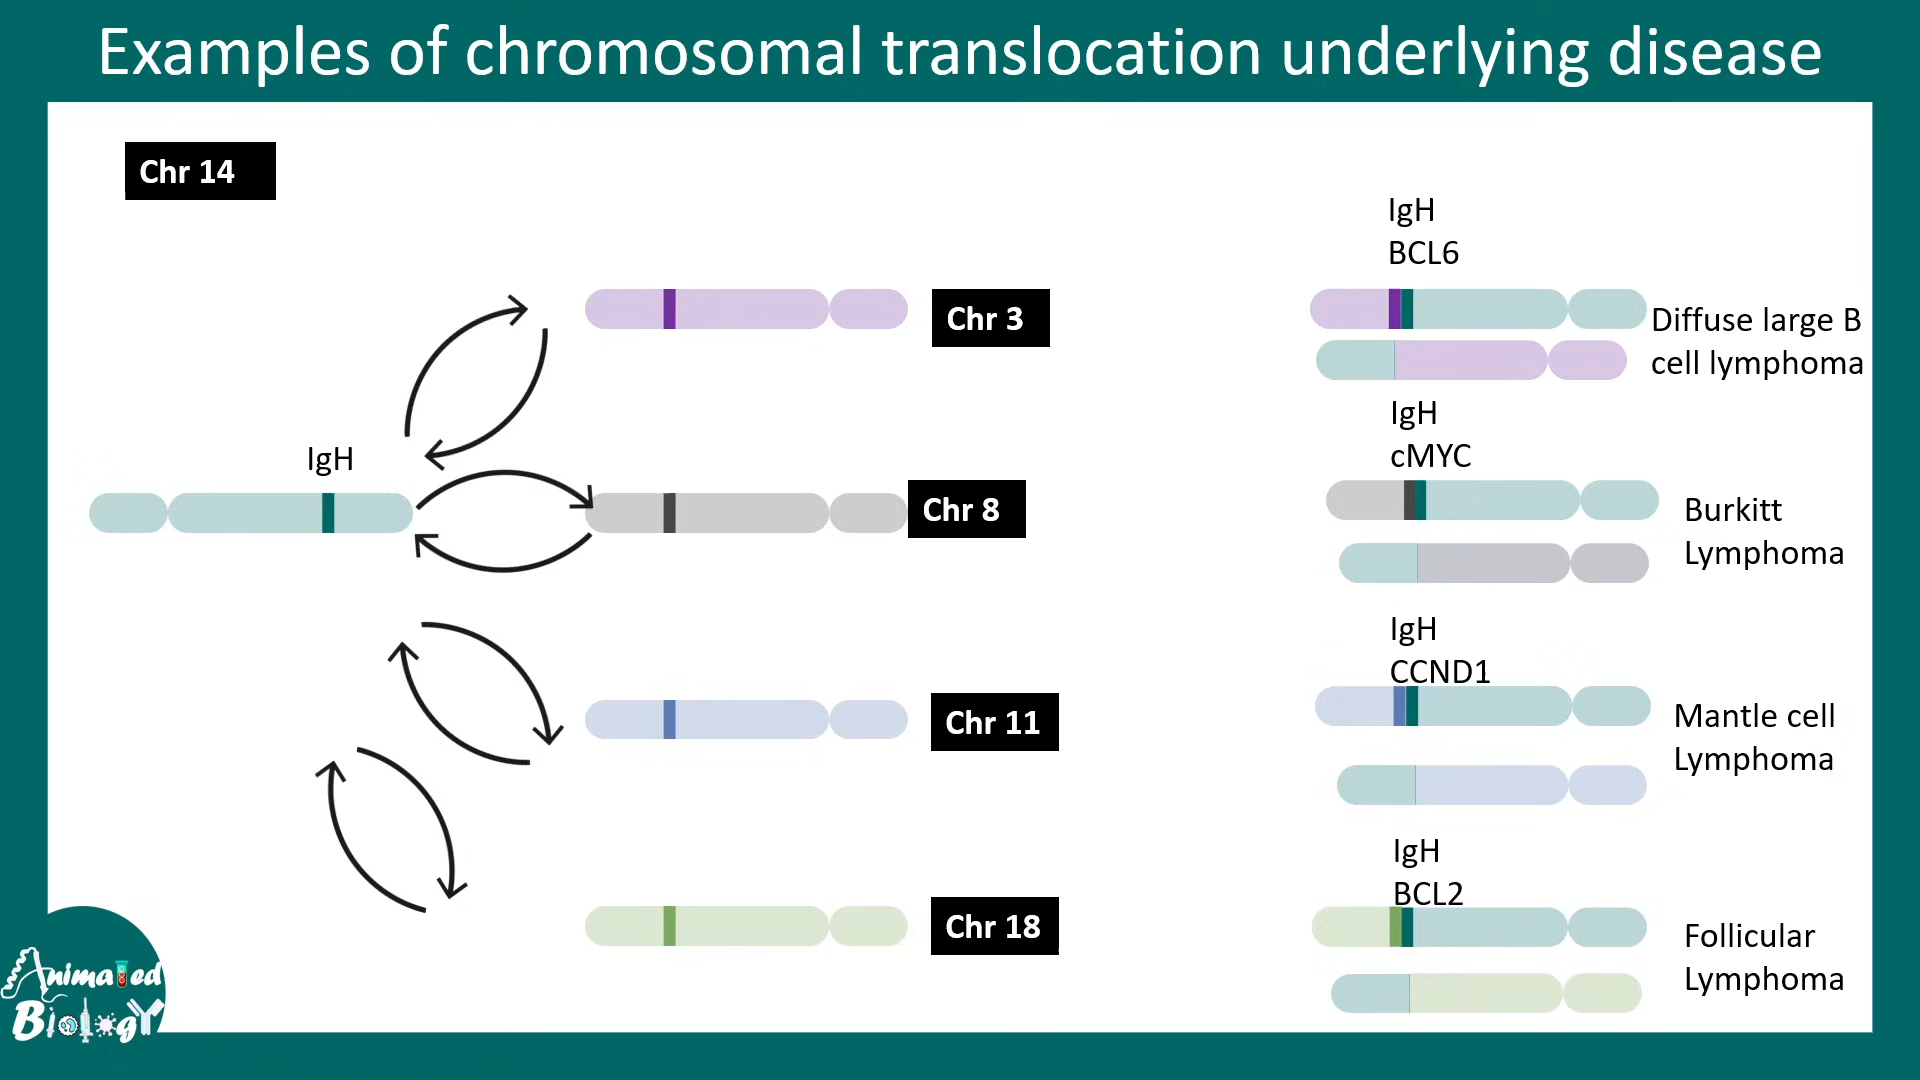 Examples of chromosomal translocation underlying disease
Chr 14
IgH
Chr 3
Chr 8
Chr 11
Chr 18
IgH
BCL6
Diffuse large B
cell lymphoma
IgH
cMYC
Burkitt
Lymphoma
IgH
CCND1
Mantle cell
Lymphoma
IgH
BCL2
Follicular
Lymphoma
Animated
Biology